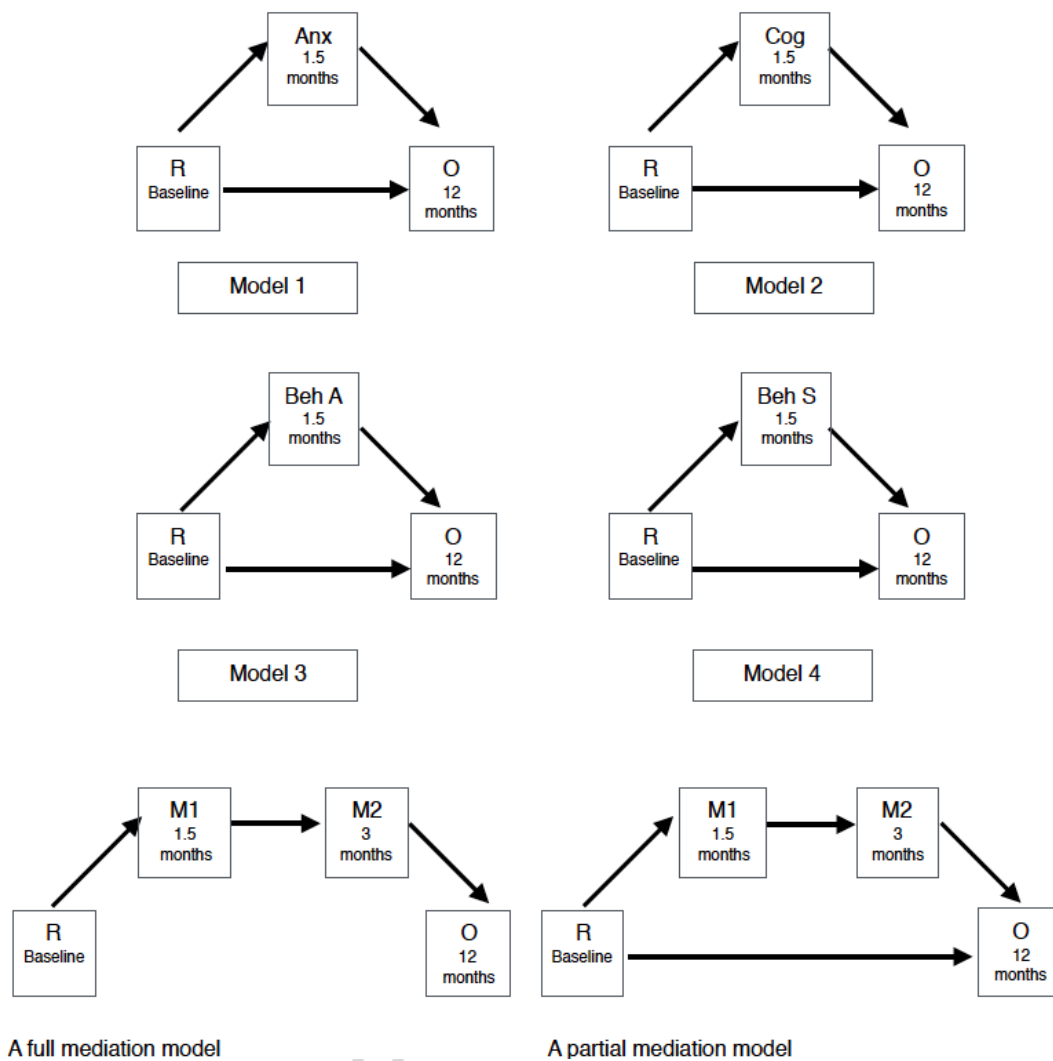 Anx
1.5
months
Cog
1.5
months
R
Baseline
O
12
months
R
Baseline
O
12
months
Model 1
Model 2
Beh A
1.5
months
Beh S
1.5
months
R
Baseline
O
12
months
R
Baseline
O
12
months
Model 3
Model 4
M1
1.5
months
M2
3
months
M1
1.5
months
M2
3
months
R
Baseline
O
12
months
R
Baseline
O
12
months
A full mediation model
A partial mediation model